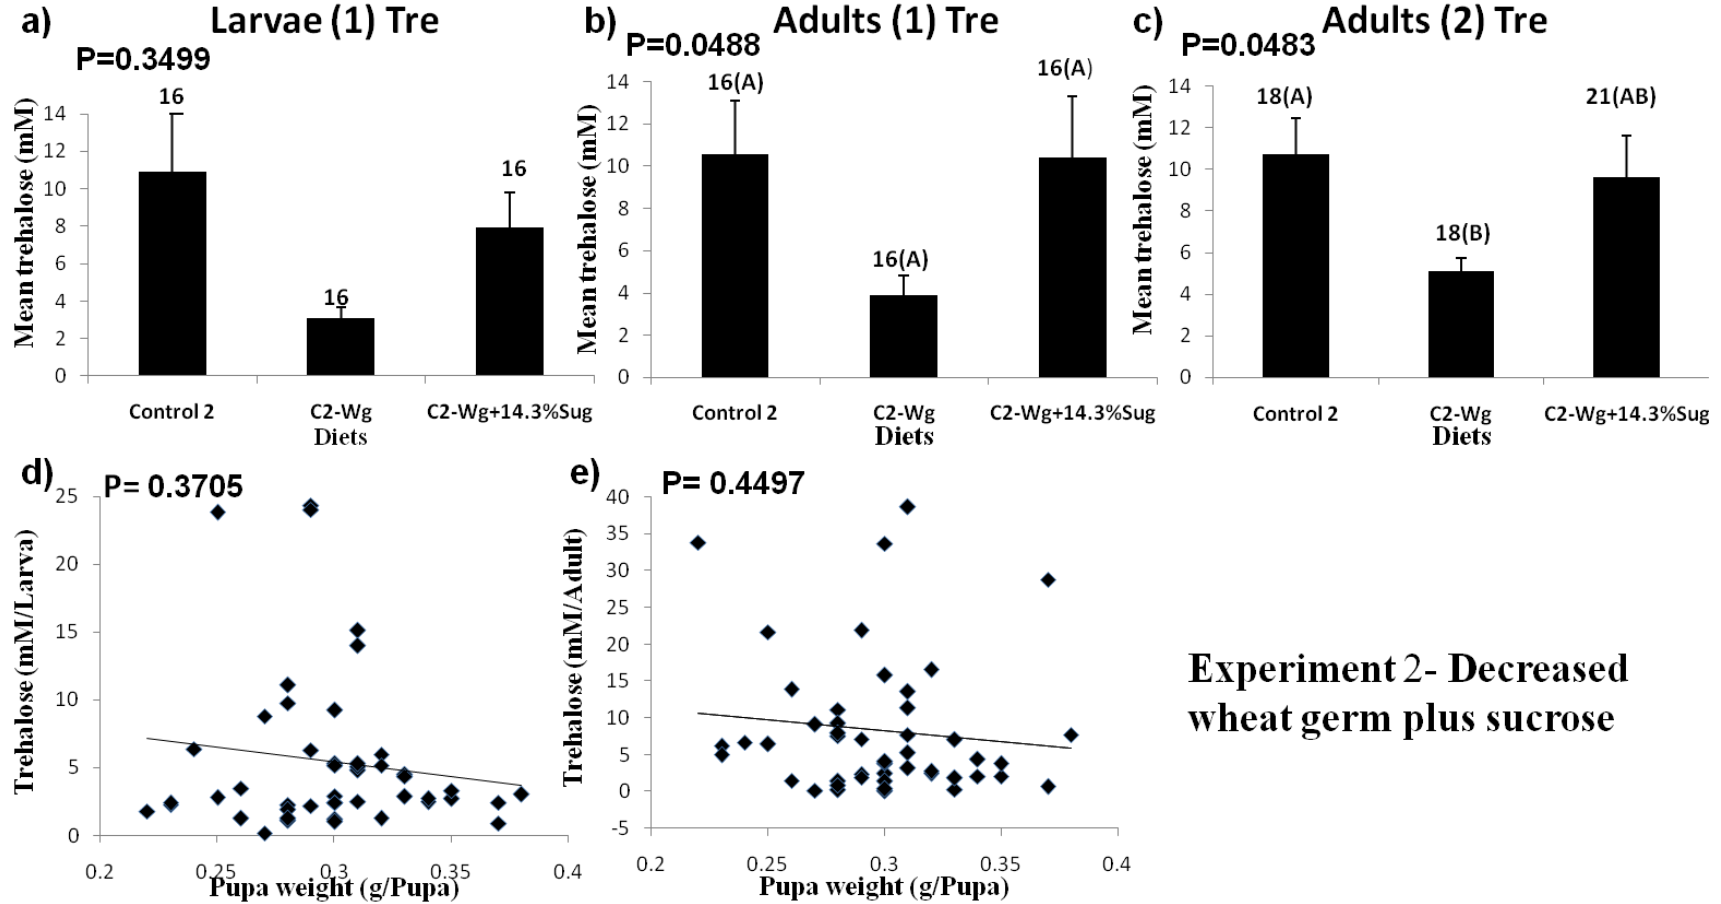 a) Larvae (1) Tre
P=0.3499
16
16
16
Mean trehalose (mM)
14
12
10
8
6
4
2
0
Control 2 C2-Wg C2-Wg+14.3%Sug
Diets
b) Adults (1) Tre
P=0.0488
16(A)
16(A)
16(A)
Mean trehalose (mM)
14
12
10
8
6
4
2
0
Control 2 C2-Wg C2-Wg+14.3%Sug
Diets
c) Adults (2) Tre
P=0.0483
18(A)
18(B)
21(AB)
Mean trehalose (mM)
14
12
10
8
6
4
2
0
Control 2 C2-Wg C2-Wg+14.3%Sug
Diets
d) P= 0.3705
Trehalose (mM/Larva)
25
20
15
10
5
0
0.2 0.25 0.3 0.35 0.4
Pupa weight (g/Pupa)
e) P= 0.4497
Trehalose (mM/Adult)
40
35
30
25
20
15
10
5
0
-5
0.2 0.25 0.3 0.35 0.4
Pupa weight (g/Pupa)
Experiment 2- Decreased
wheat germ plus sucrose